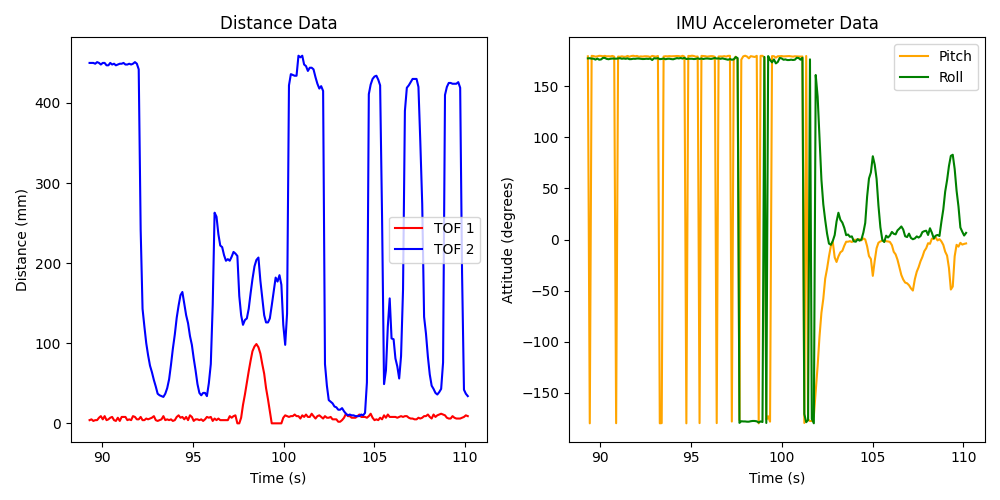 Distance Data
Distance (mm)
400
300
200
100
0
TOF 1
TOF 2
90 95 100 105 110
Time (s)
IMU Accelerometer Data
Attitude (degrees)
150
100
50
0
−50
−100
−150
Pitch
Roll
90 95 100 105 110
Time (s)